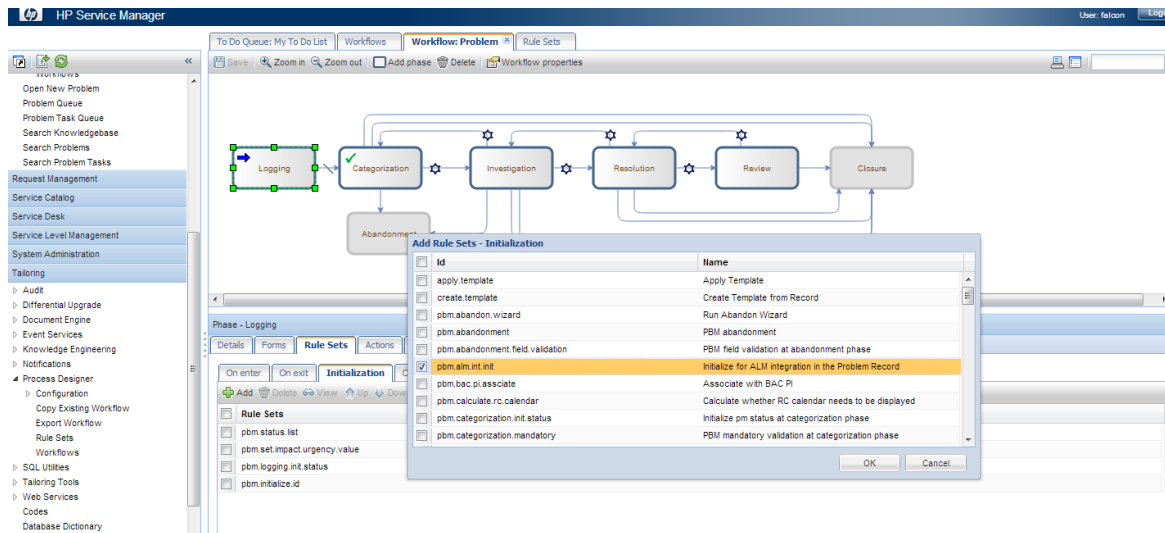 hp HP Service Manager
User: falcon
To Do Queue: My To Do List
Workflows
Workflow: Problem
Rule Sets
Save
Zoom in
Zoom out
Add phase
Delete
Workflow properties
Workflows
Open New Problem
Problem Queue
Problem Task Queue
Search Knowledgebase
Search Problems
Search Problem Tasks
Request Management
Service Catalog
Service Desk
Service Level Management
System Administration
Tailoring
Audit
Differential Upgrade
Document Engine
Event Services
Knowledge Engineering
Notifications
Process Designer
Configuration
Copy Existing Workflow
Export Workflow
Rule Sets
Workflows
SQL Utilities
Tailoring Tools
Web Services
Codes
Database Dictionary
Logging
Categorization
Investigation
Resolution
Review
Closure
Abandonment
Phase - Logging
Details
Forms
Rule Sets
Actions
On enter
On exit
Initialization
Add
Delete
View
Up
Down
Rule Sets
pbm.status.list
pbm.set.impact.urgency.value
pbm.logging.init.status
pbm.initialize.id
Add Rule Sets - Initialization
Id Name
apply.template Apply Template
create.template Create Template from Record
pbm.abandon.wizard Run Abandon Wizard
pbm.abandonment PBM abandonment
pbm.abandonment.field.validation PBM field validation at abandonment phase
pbm.alm.int.init Initialize for ALM integration in the Problem Record
pbm.bac.pi.assciate Associate with BAC PI
pbm.calculate.rc.calendar Calculate whether RC calendar needs to be displayed
pbm.categorization.init.status Initialize pm status at categorization phase
pbm.categorization.mandatory PBM mandatory validation at categorization phase
OK
Cancel